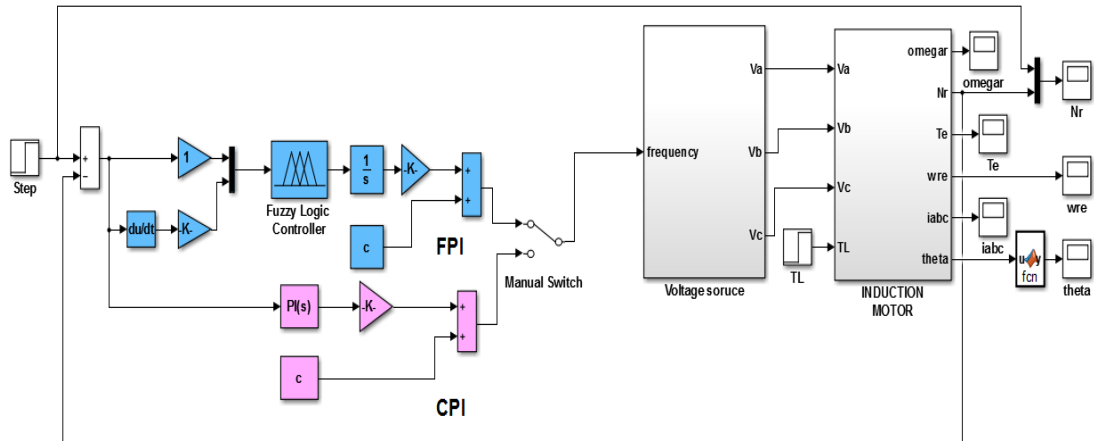 Step
+
−
1
du/dt
-K-
Fuzzy Logic
Controller
1
s
-K-
+
+
c
FPI
PI(s)
-K-
+
+
c
CPI
Manual Switch
frequency
Va
Vb
Vc
Voltage soruce
TL
Va
Vb
Vc
TL
omegar
Nr
Te
wre
iabc
theta
INDUCTION
MOTOR
omegar
Nr
Te
wre
iabc
u
y
fcn
theta